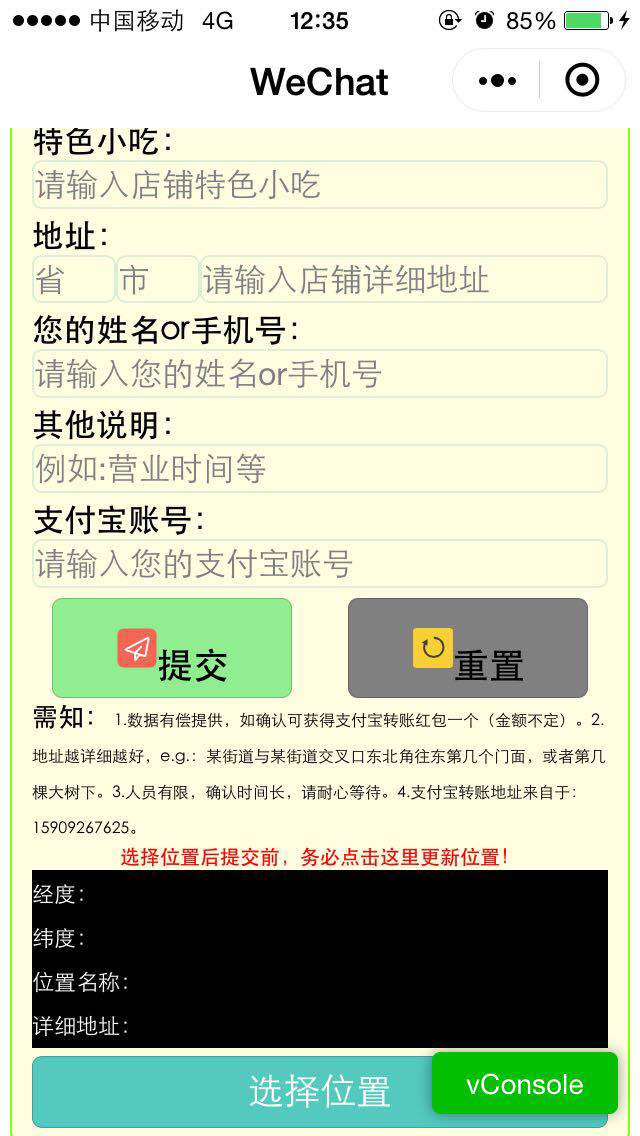 中国移动 4G 12:35 85%
WeChat
特色小吃：
请输入店铺特色小吃
地址：
省 市 请输入店铺详细地址
您的姓名or手机号：
请输入您的姓名or手机号
其他说明：
例如:营业时间等
支付宝账号：
请输入您的支付宝账号
提交 重置
需知： 1.数据有偿提供，如确认可获得支付宝转账红包一个（金额不定）。2.
地址越详细越好，e.g.：某街道与某街道交叉口东北角往东第几个门面，或者第几
棵大树下。3.人员有限，确认时间长，请耐心等待。4.支付宝转账地址来自于：
15909267625。
选择位置后提交前，务必点击这里更新位置！
经度：
纬度：
位置名称：
详细地址：
选择位置 vConsole